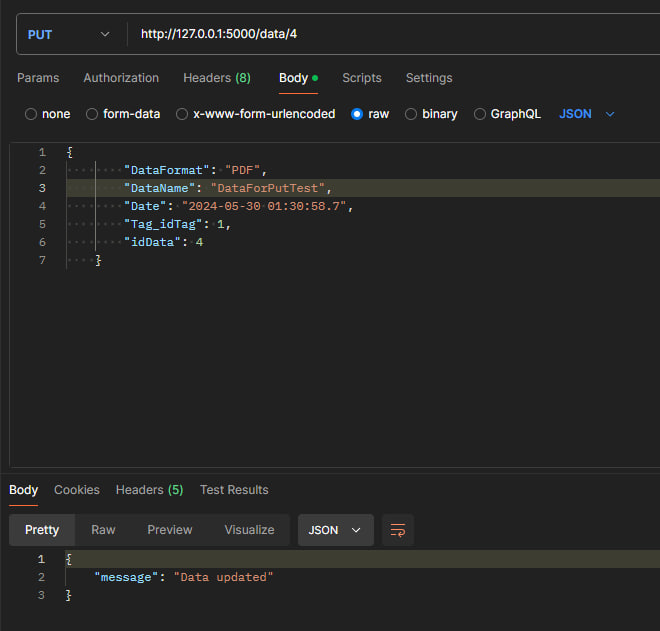 PUT http://127.0.0.1:5000/data/4
Params Authorization Headers (8) Body Scripts Settings
none form-data x-www-form-urlencoded raw binary GraphQL JSON
1 {
2 "DataFormat": "PDF",
3 "DataName": "DataForPutTest",
4 "Date": "2024-05-30 01:30:58.7",
5 "Tag_idTag": 1,
6 "idData": 4
7 }
Body Cookies Headers (5) Test Results
Pretty Raw Preview Visualize JSON
1 {
2 "message": "Data updated"
3 }